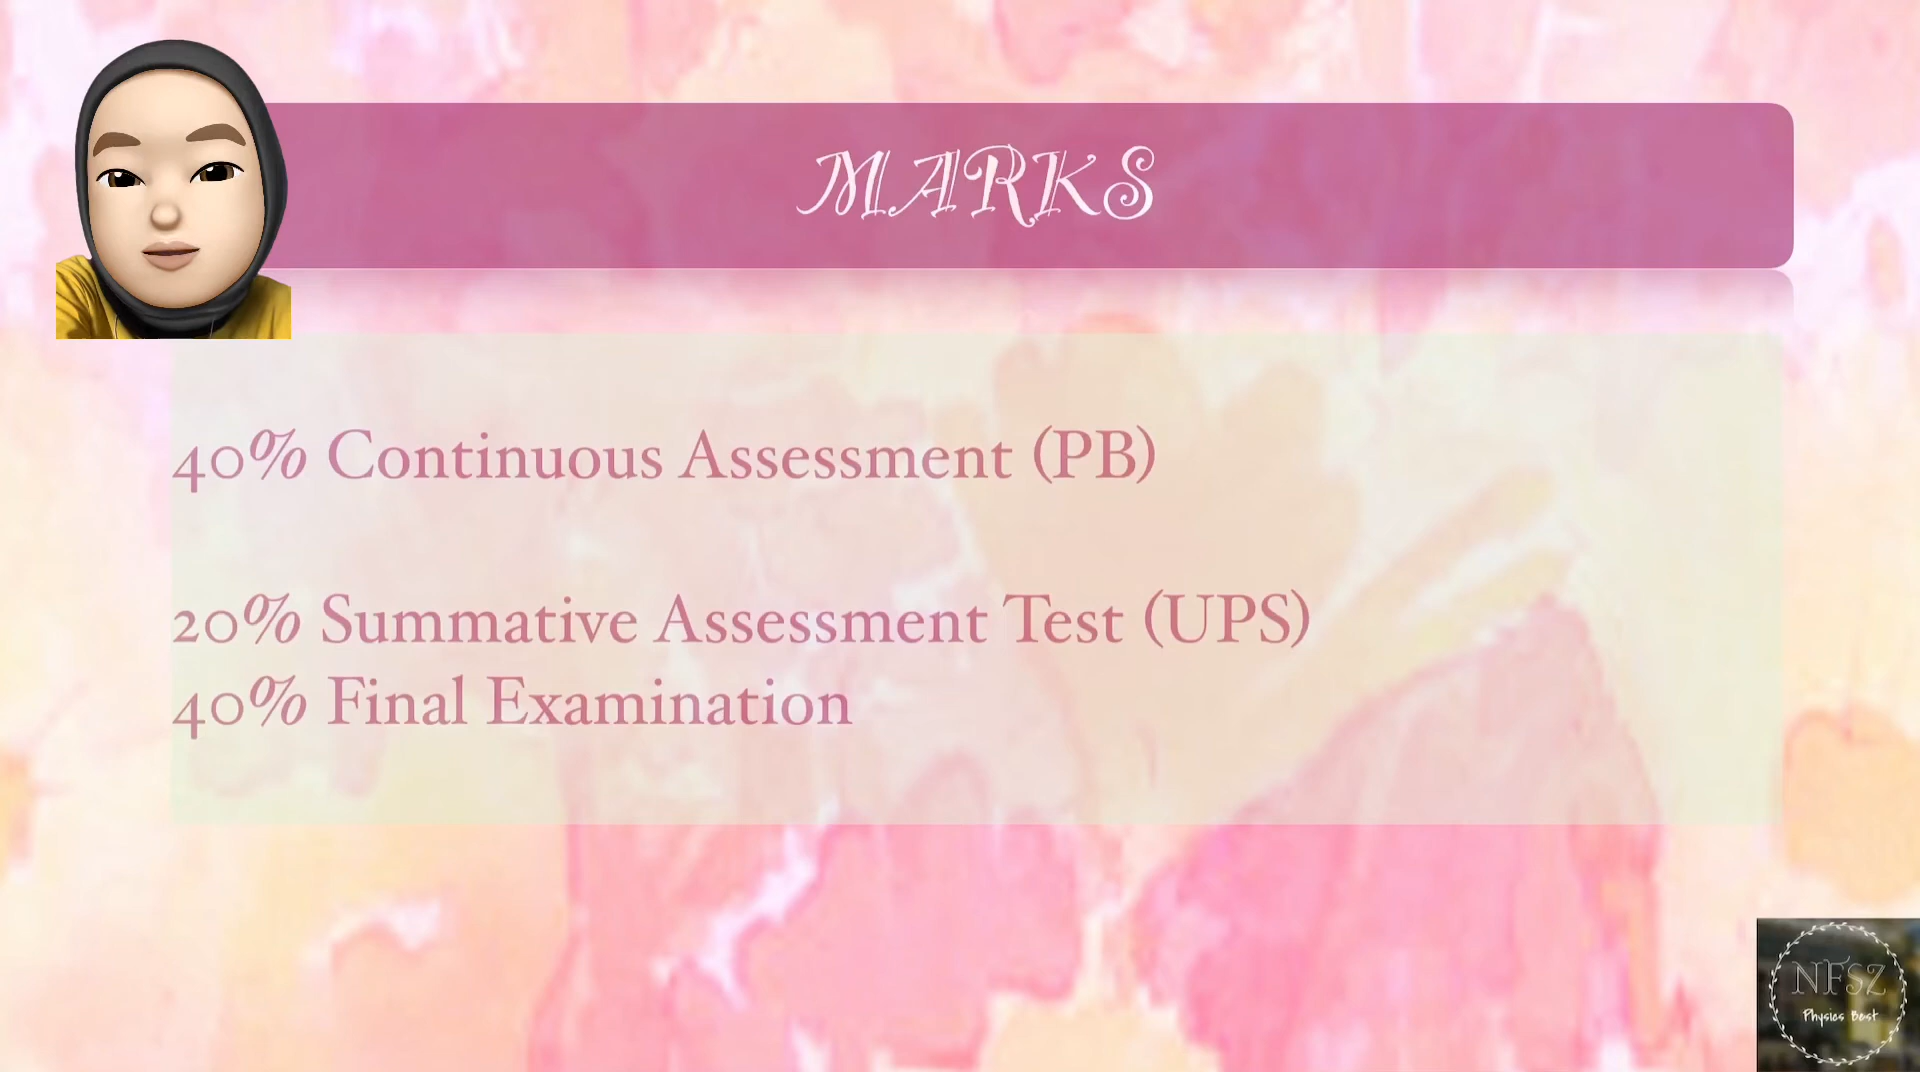 MARKS
40% Continuous Assessment (PB)
20% Summative Assessment Test (UPS)
40% Final Examination
NFSZ
Physics Best